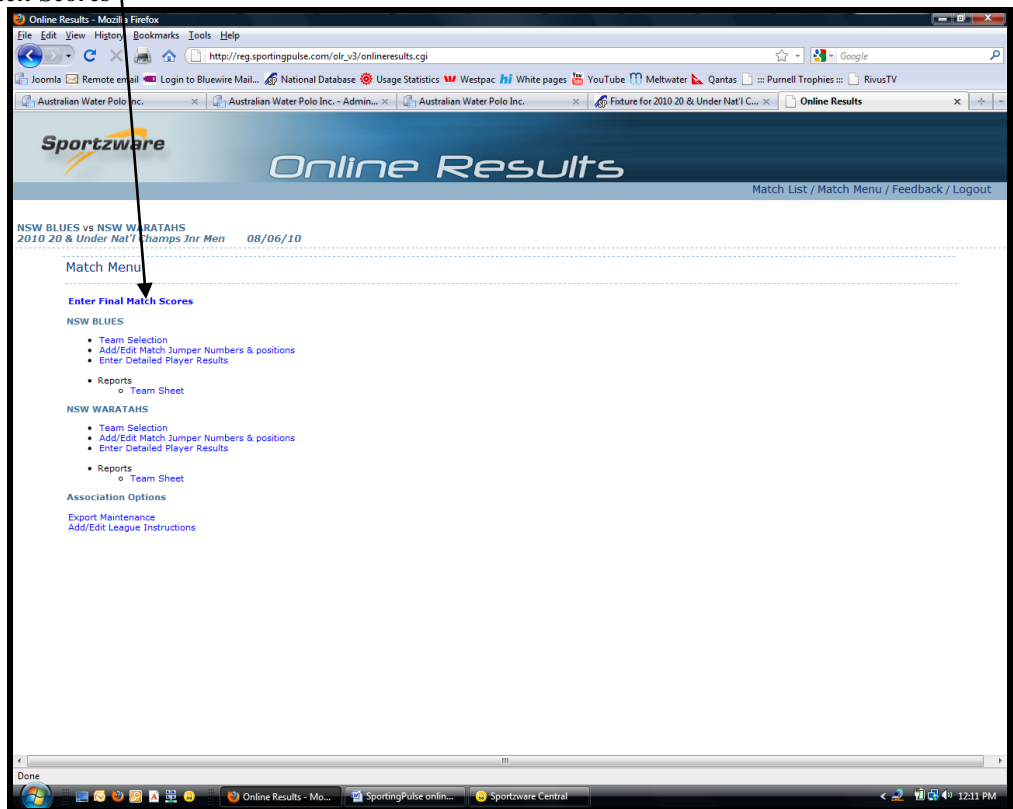 Scores
Online Results - Mozilla Firefox
File Edit View History Bookmarks Tools Help
http://reg.sportingpulse.com/olr_v3/onlineresults.cgi
Google
Joomla Remote email Login to Bluewire Mail... National Database Usage Statistics Westpac White pages YouTube Meltwater Qantas ::: Purnell Trophies ::: RivusTV
Australian Water Polo Inc. Australian Water Polo Inc. - Admin... Australian Water Polo Inc. Fixture for 2010 20 & Under Nat'l C... Online Results
Sportzware
Online Results
Match List / Match Menu / Feedback / Logout
NSW BLUES vs NSW WARATAHS
2010 20 & Under Nat'l Champs Jnr Men 08/06/10
Match Menu
Enter Final Match Scores
NSW BLUES
• Team Selection
• Add/Edit Match Jumper Numbers & positions
• Enter Detailed Player Results
• Reports
o Team Sheet
NSW WARATAHS
• Team Selection
• Add/Edit Match Jumper Numbers & positions
• Enter Detailed Player Results
• Reports
o Team Sheet
Association Options
Export Maintenance
Add/Edit League Instructions
Done
Online Results - Mo... SportingPulse onlin... Sportzware Central 12:11 PM